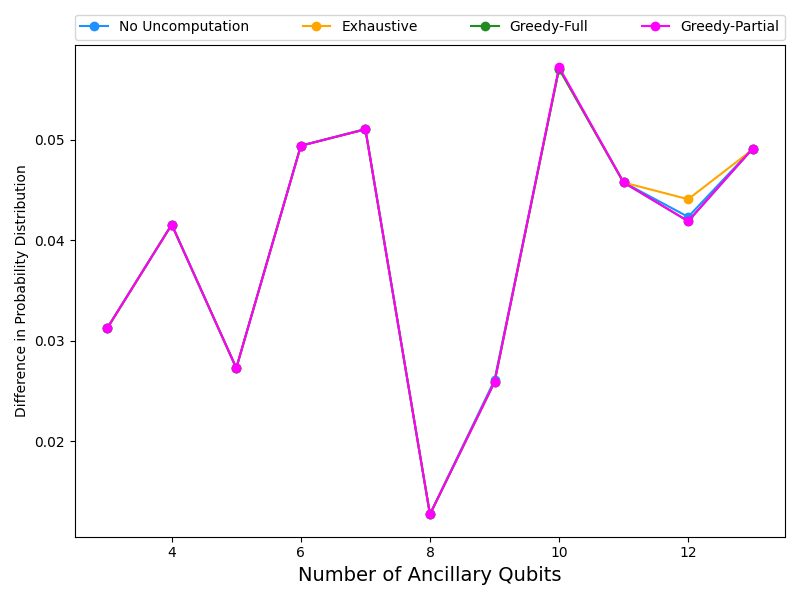 No Uncomputation Exhaustive Greedy-Full Greedy-Partial
0.05
0.04
0.03
0.02
Difference in Probability Distribution
4 6 8 10 12
Number of Ancillary Qubits